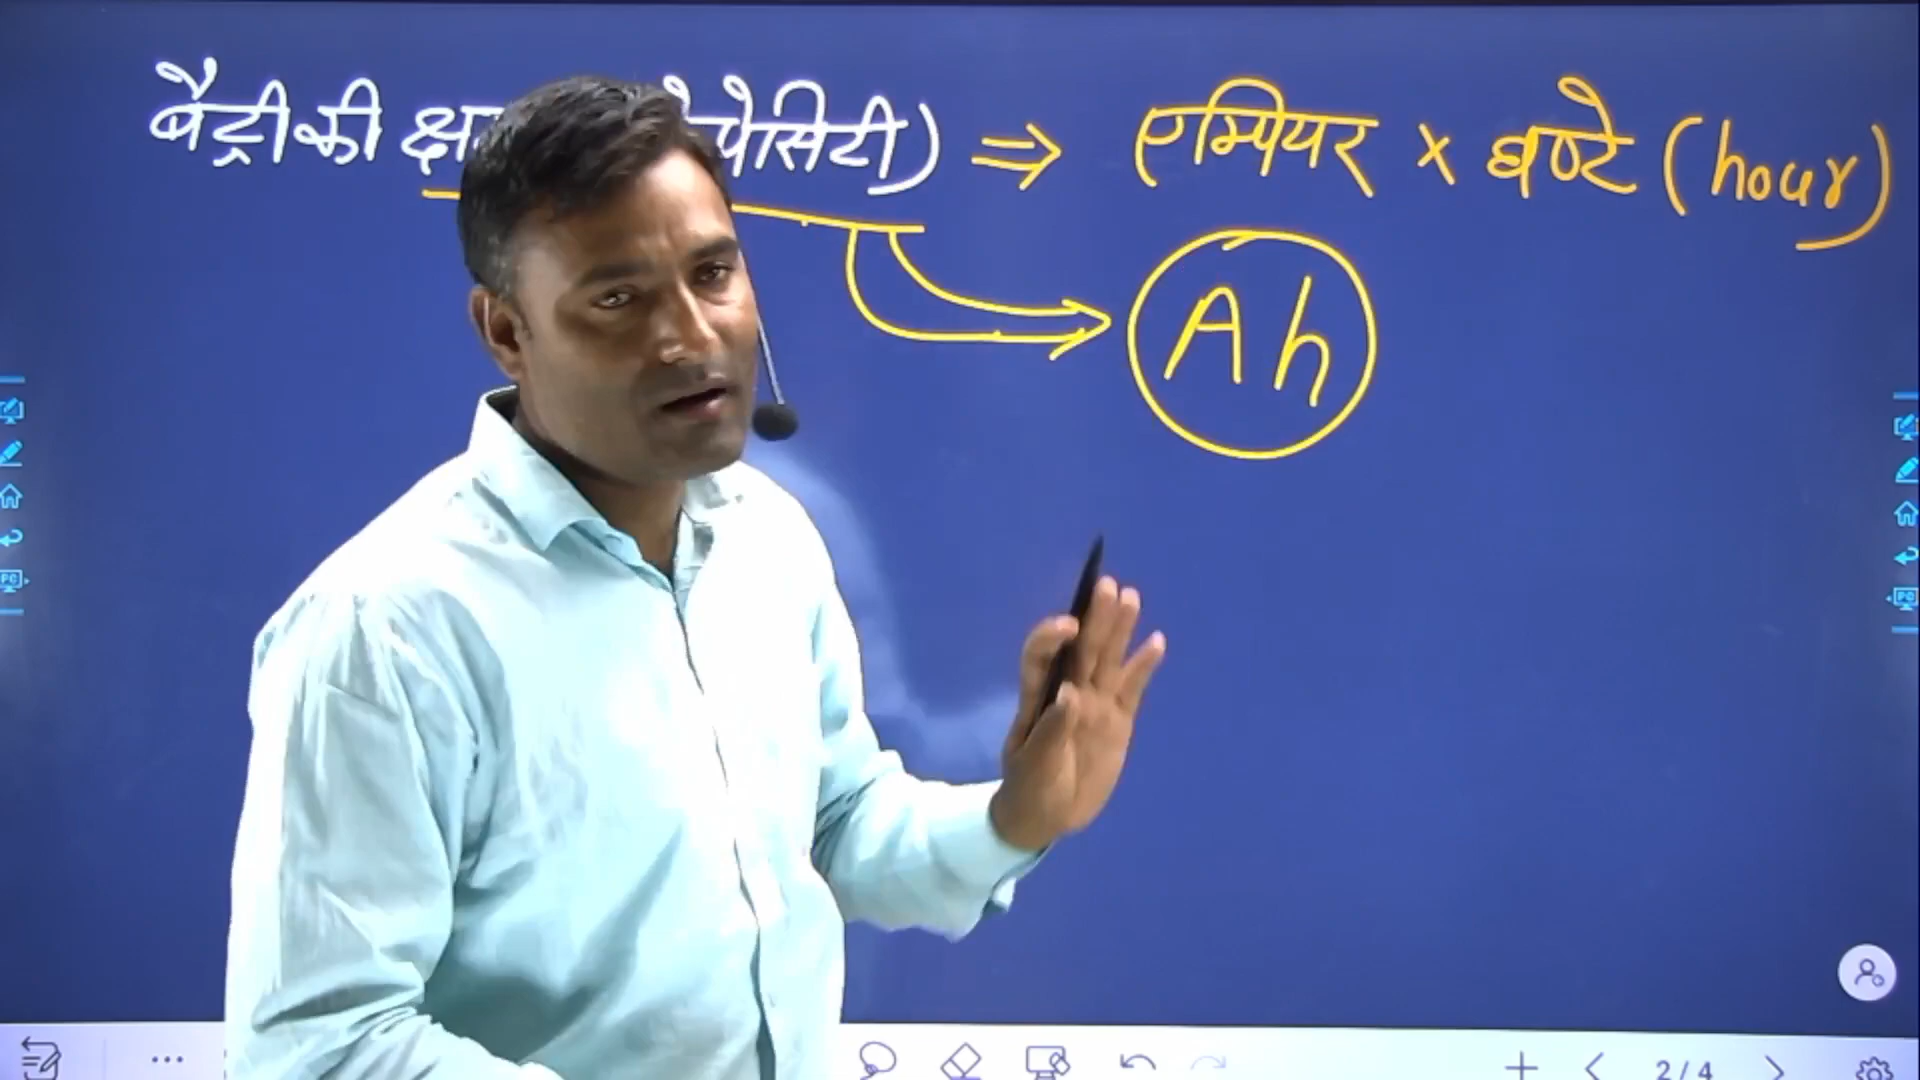 बैट्री की पेसिटी) ⇒ एम्पियर × घण्टे (hour)
Ah
2/4